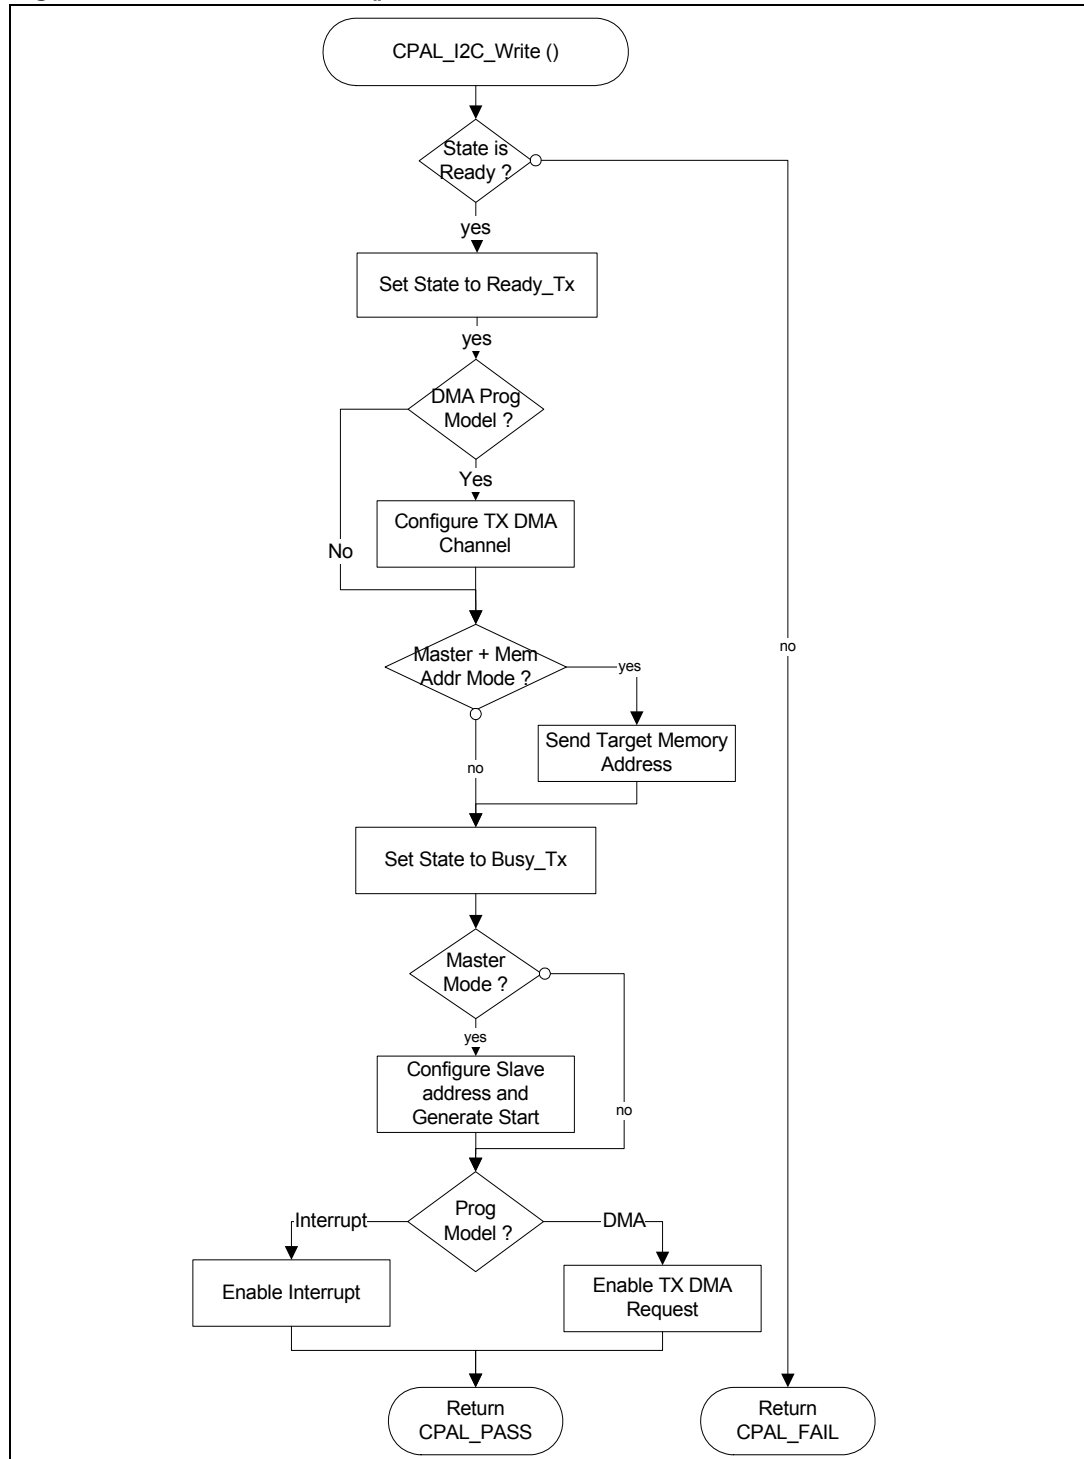 CPAL_I2C_Write ()
State is
Ready ?
yes
Set State to Ready_Tx
yes
DMA Prog
Model ?
Yes
Configure TX DMA
Channel
No
Master + Mem
Addr Mode ?
yes
no
Send Target Memory
Address
no
Set State to Busy_Tx
Master
Mode ?
yes
Configure Slave
address and
Generate Start
no
Prog
Model ?
Interrupt
DMA
Enable Interrupt
Enable TX DMA
Request
Return
CPAL_PASS
Return
CPAL_FAIL